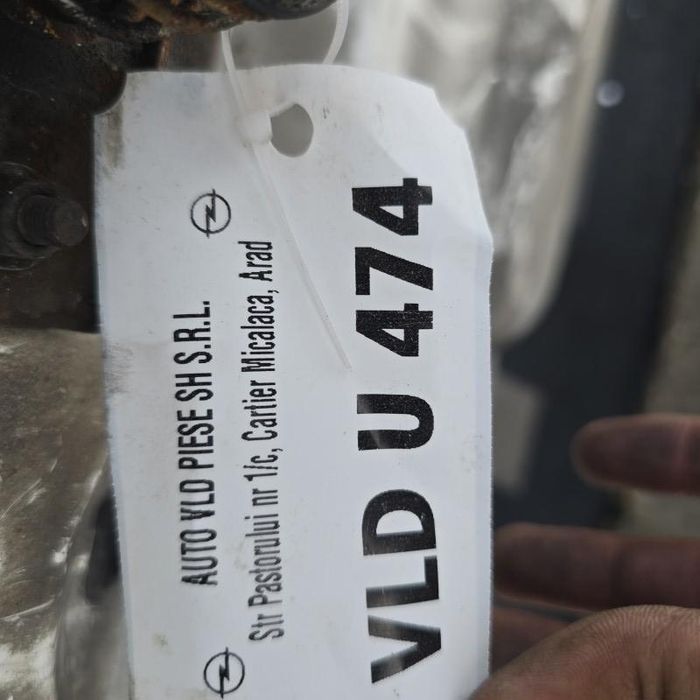 AUTO VLD PIESE SH S.R.L.
Str Pastorului nr 1/c, Cartier Micalaca, Arad
VLD U 474